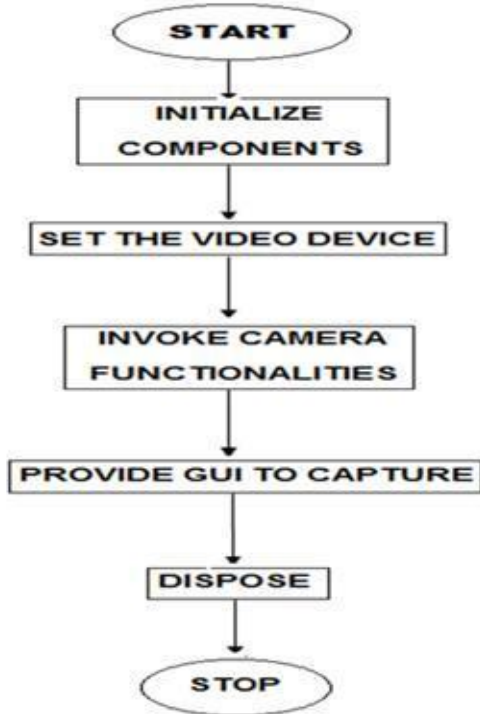 START
INITIALIZE
COMPONENTS
SET THE VIDEO DEVICE
INVOKE CAMERA
FUNCTIONALITIES
PROVIDE GUI TO CAPTURE
DISPOSE
STOP